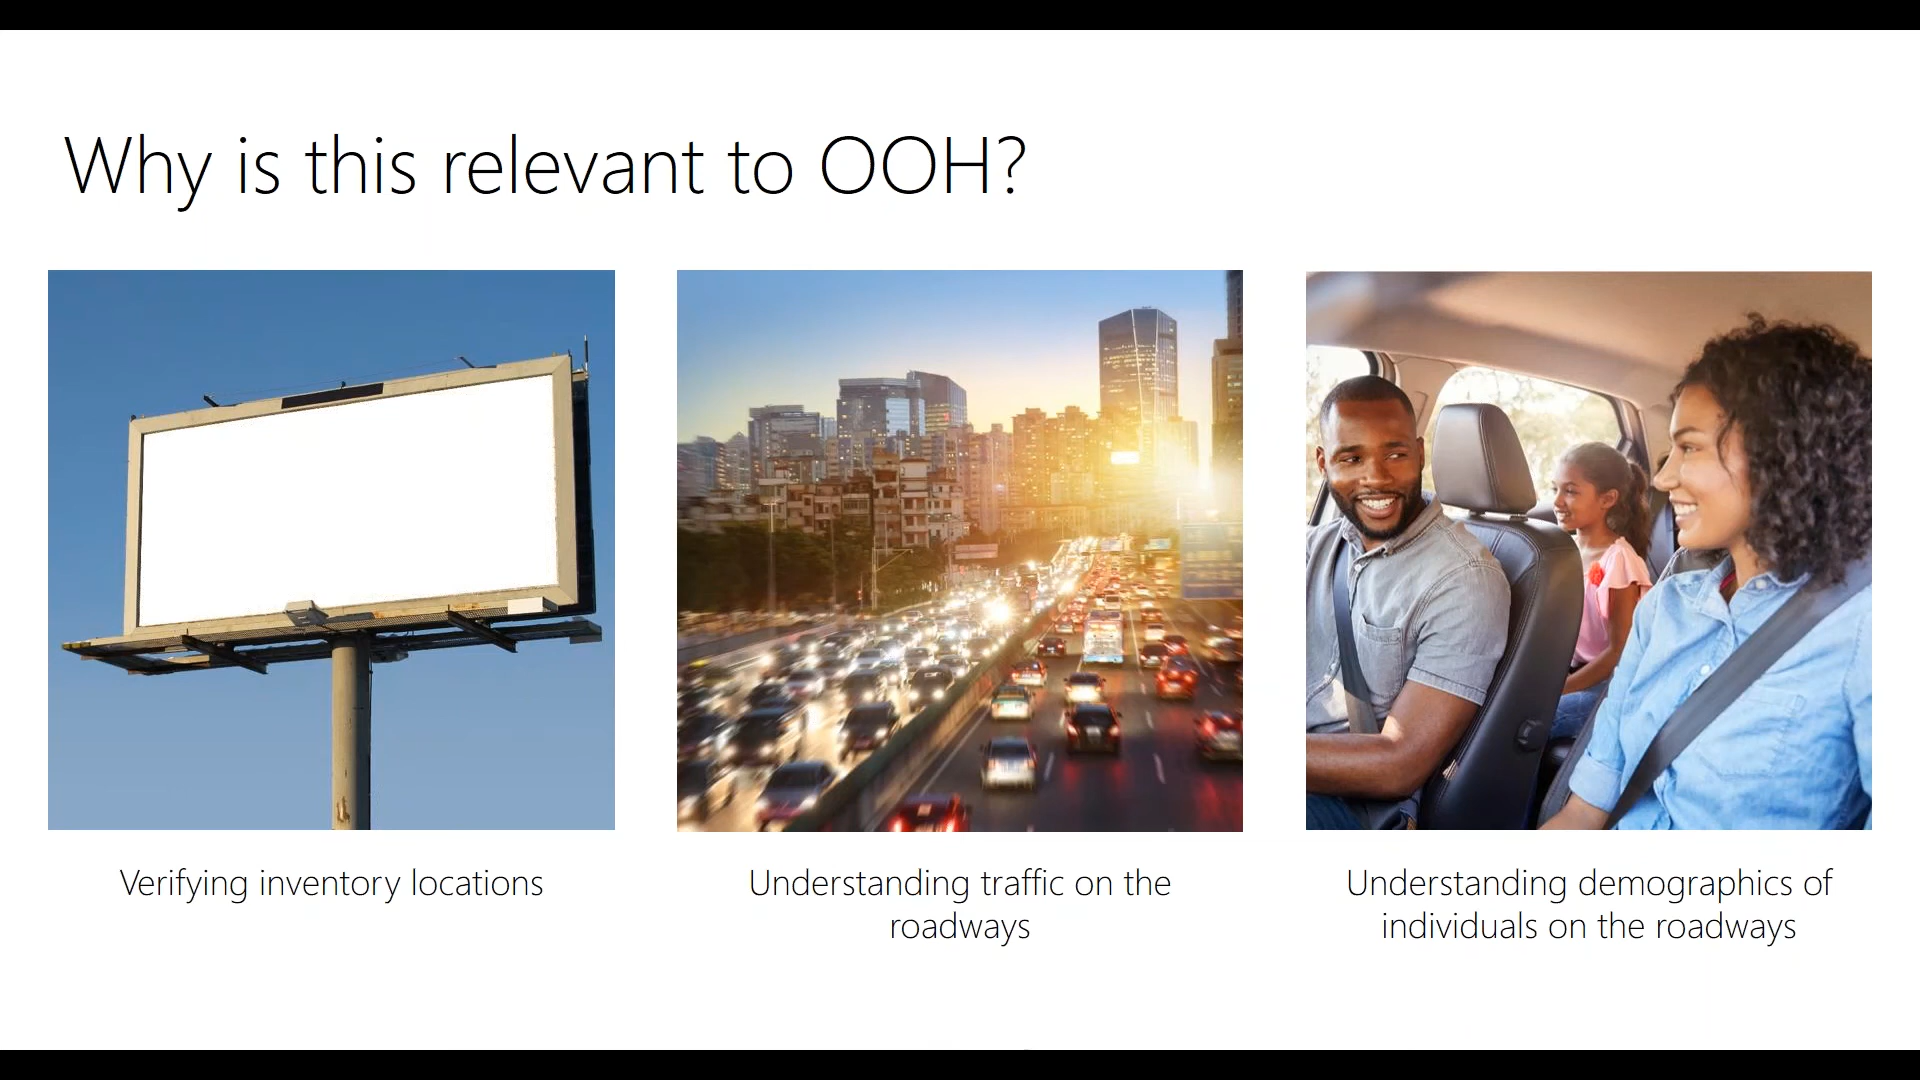 Why is this relevant to OOH?
Verifying inventory locations
Understanding traffic on the
roadways
Understanding demographics of
individuals on the roadways